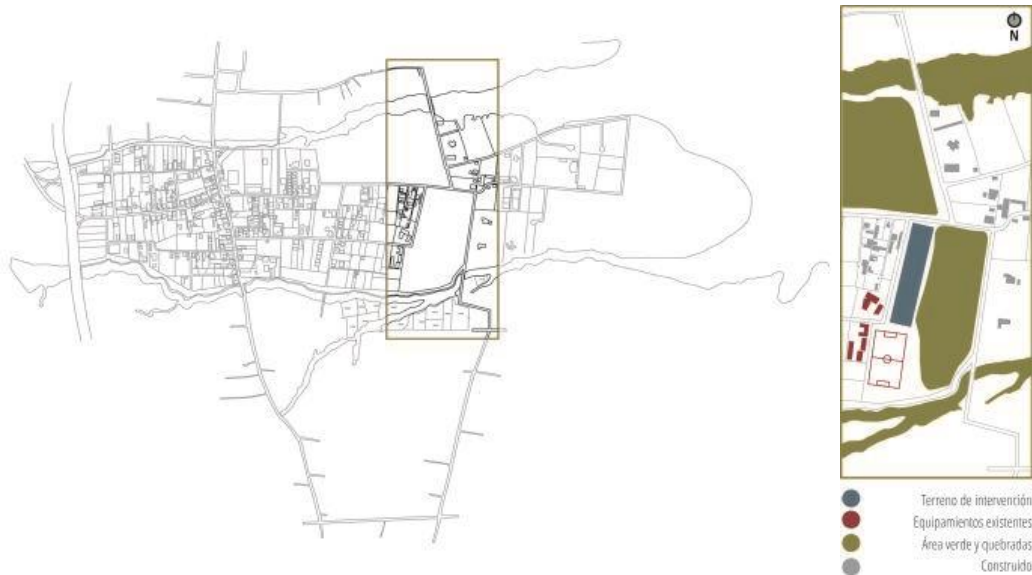 N
Terreno de intervención
Equipamientos existentes
Área verde y quebradas
Construido